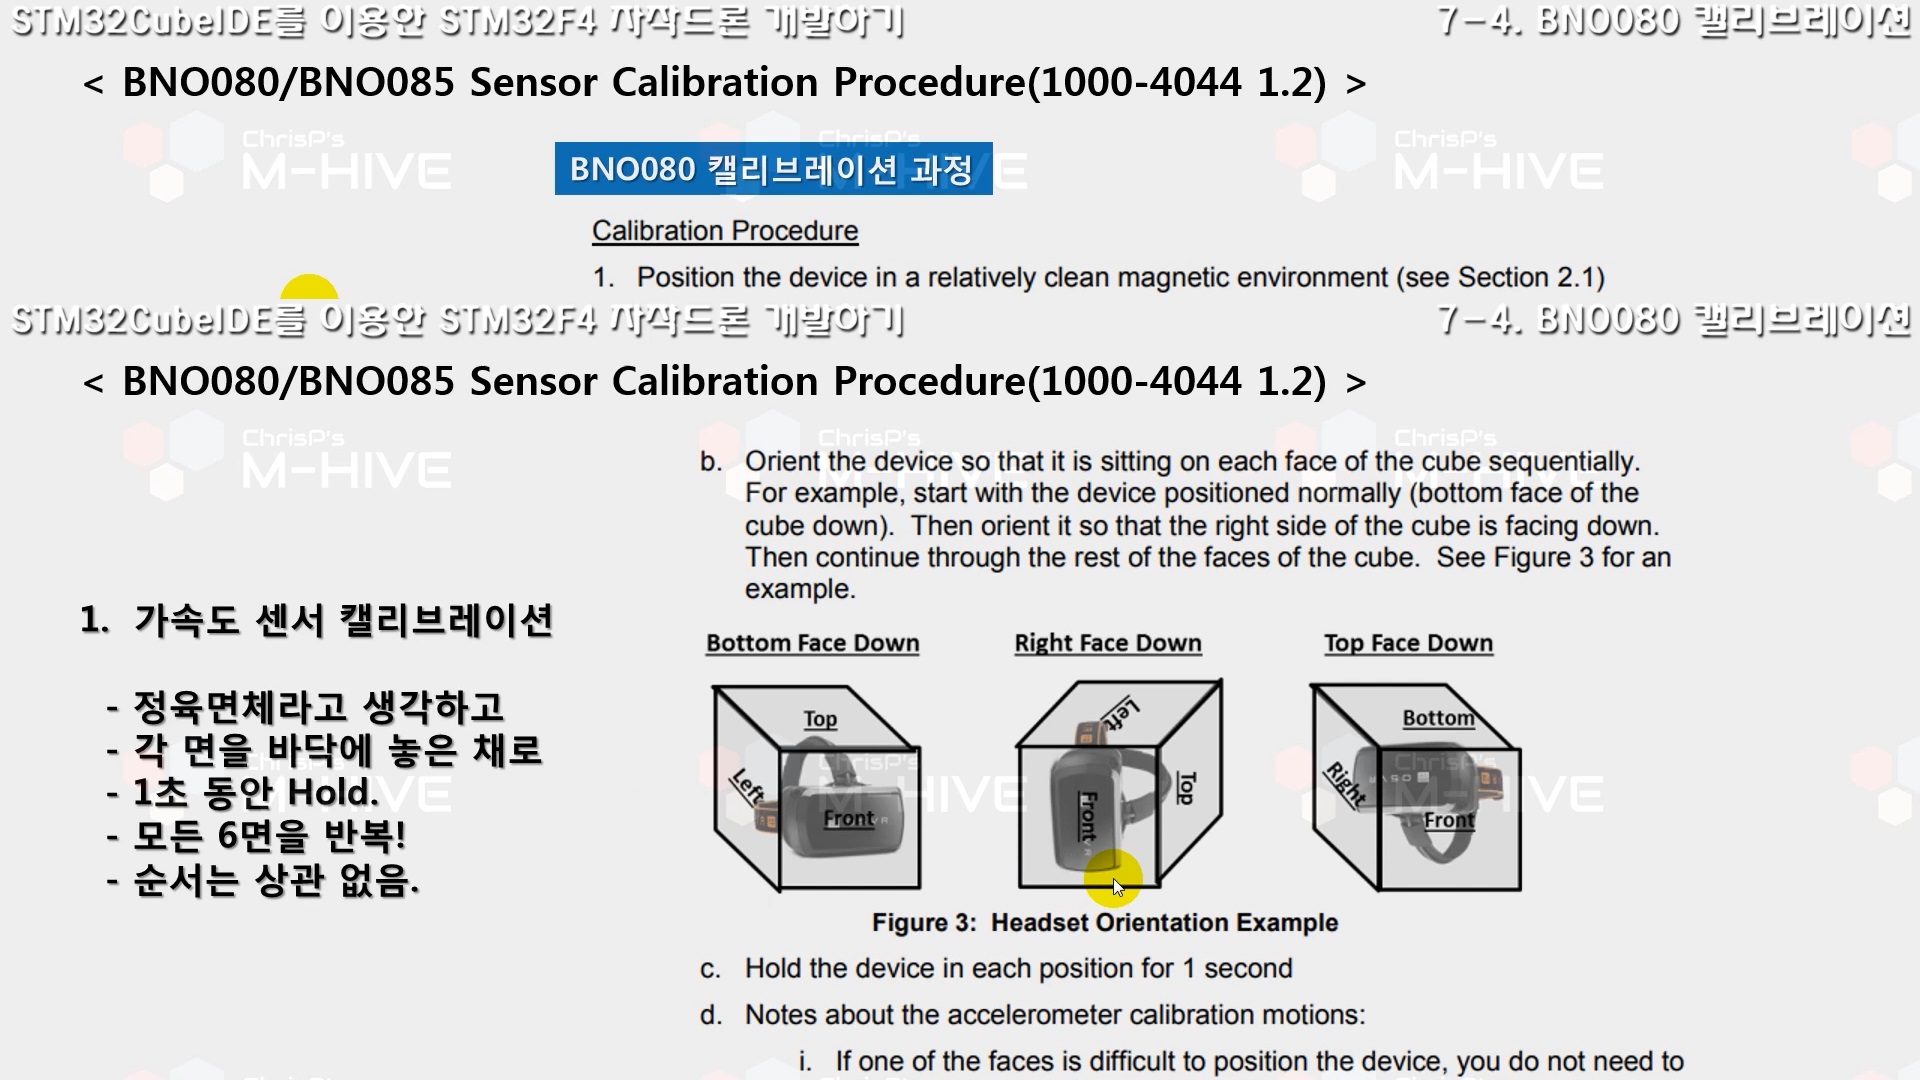 STM32CubeIDE를 이용한 STM32F4 자작드론 개발하기
7-4. BNO080 캘리브레이션
< BNO080/BNO085 Sensor Calibration Procedure(1000-4044 1.2) >
ChrisP's
M-HIVE
ChrisP's
ChrisP's
M-HIVE
BNO080 캘리브레이션 과정
Calibration Procedure
1. Position the device in a relatively clean magnetic environment (see Section 2.1)
STM32CubeIDE를 이용한 STM32F4 자작드론 개발하기
7-4. BNO080 캘리브레이션
< BNO080/BNO085 Sensor Calibration Procedure(1000-4044 1.2) >
ChrisP's
M-HIVE
ChrisP's
M-HIVE
ChrisP's
M-HIVE
b. Orient the device so that it is sitting on each face of the cube sequentially.
For example, start with the device positioned normally (bottom face of the
cube down). Then orient it so that the right side of the cube is facing down.
Then continue through the rest of the faces of the cube. See Figure 3 for an
example.
1. 가속도 센서 캘리브레이션
- 정육면체라고 생각하고
- 각 면을 바닥에 놓은 채로
- 1초 동안 Hold.
- 모든 6면을 반복!
- 순서는 상관 없음.
Bottom Face Down
Right Face Down
Top Face Down
Top
Left
Front
Left
Top
Front
Bottom
Right
Front
Figure 3: Headset Orientation Example
c. Hold the device in each position for 1 second
d. Notes about the accelerometer calibration motions:
i. If one of the faces is difficult to position the device, you do not need to